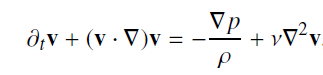 ∂ₜ𝐯 + (𝐯 · ∇)𝐯 = −∇p/ρ + ν∇²𝐯.